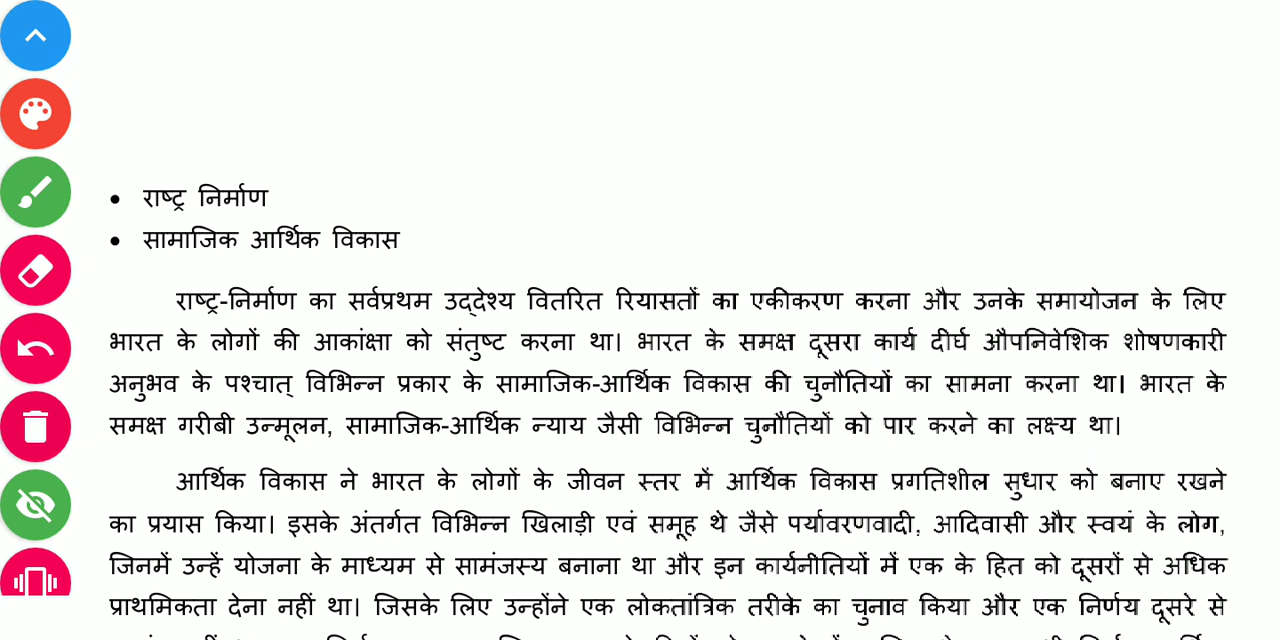 • राष्ट्र निर्माण
• सामाजिक आर्थिक विकास
राष्ट्र-निर्माण का सर्वप्रथम उद्देश्य वितरित रियासतों का एकीकरण करना और उनके समायोजन के लिए
भारत के लोगों की आकांक्षा को संतुष्ट करना था। भारत के समक्ष दूसरा कार्य दीर्घ औपनिवेशिक शोषणकारी
अनुभव के पश्चात् विभिन्न प्रकार के सामाजिक-आर्थिक विकास की चुनौतियों का सामना करना था। भारत के
समक्ष गरीबी उन्मूलन, सामाजिक-आर्थिक न्याय जैसी विभिन्न चुनौतियों को पार करने का लक्ष्य था।
आर्थिक विकास ने भारत के लोगों के जीवन स्तर में आर्थिक विकास प्रगतिशील सुधार को बनाए रखने
का प्रयास किया। इसके अंतर्गत विभिन्न खिलाड़ी एवं समूह थे जैसे पर्यावरणवादी, आदिवासी और स्वयं के लोग,
जिनमें उन्हें योजना के माध्यम से सामंजस्य बनाना था और इन कार्यनीतियों में एक के हित को दूसरों से अधिक
प्राथमिकता देना नहीं था। जिसके लिए उन्होंने एक लोकतांत्रिक तरीके का चुनाव किया और एक निर्णय दूसरे से